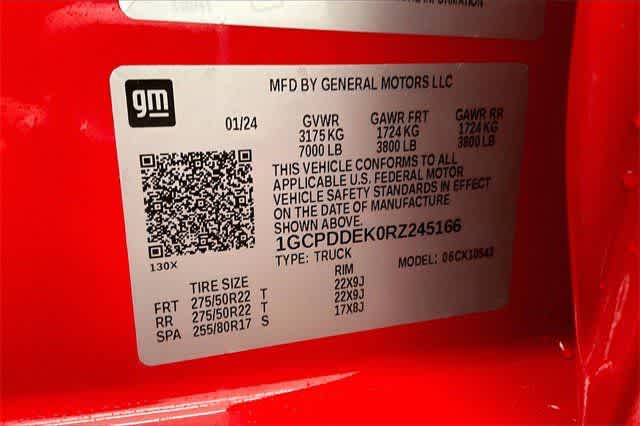 INFORMATION
gm
MFD BY GENERAL MOTORS LLC
01/24
GVWR GAWR FRT GAWR RR
3175 KG 1724 KG 1724 KG
7000 LB 3800 LB 3800 LB
THIS VEHICLE CONFORMS TO ALL
APPLICABLE U.S. FEDERAL MOTOR
VEHICLE SAFETY STANDARDS IN EFFECT
ON THE DATE OF MANUFACTURE
SHOWN ABOVE.
1GCPDDEK0RZ245166
TYPE: TRUCK MODEL: 06CK10543
130X
TIRE SIZE RIM
FRT 275/50R22 T 22X9J
RR 275/50R22 T 22X9J
SPA 255/80R17 S 17X8J